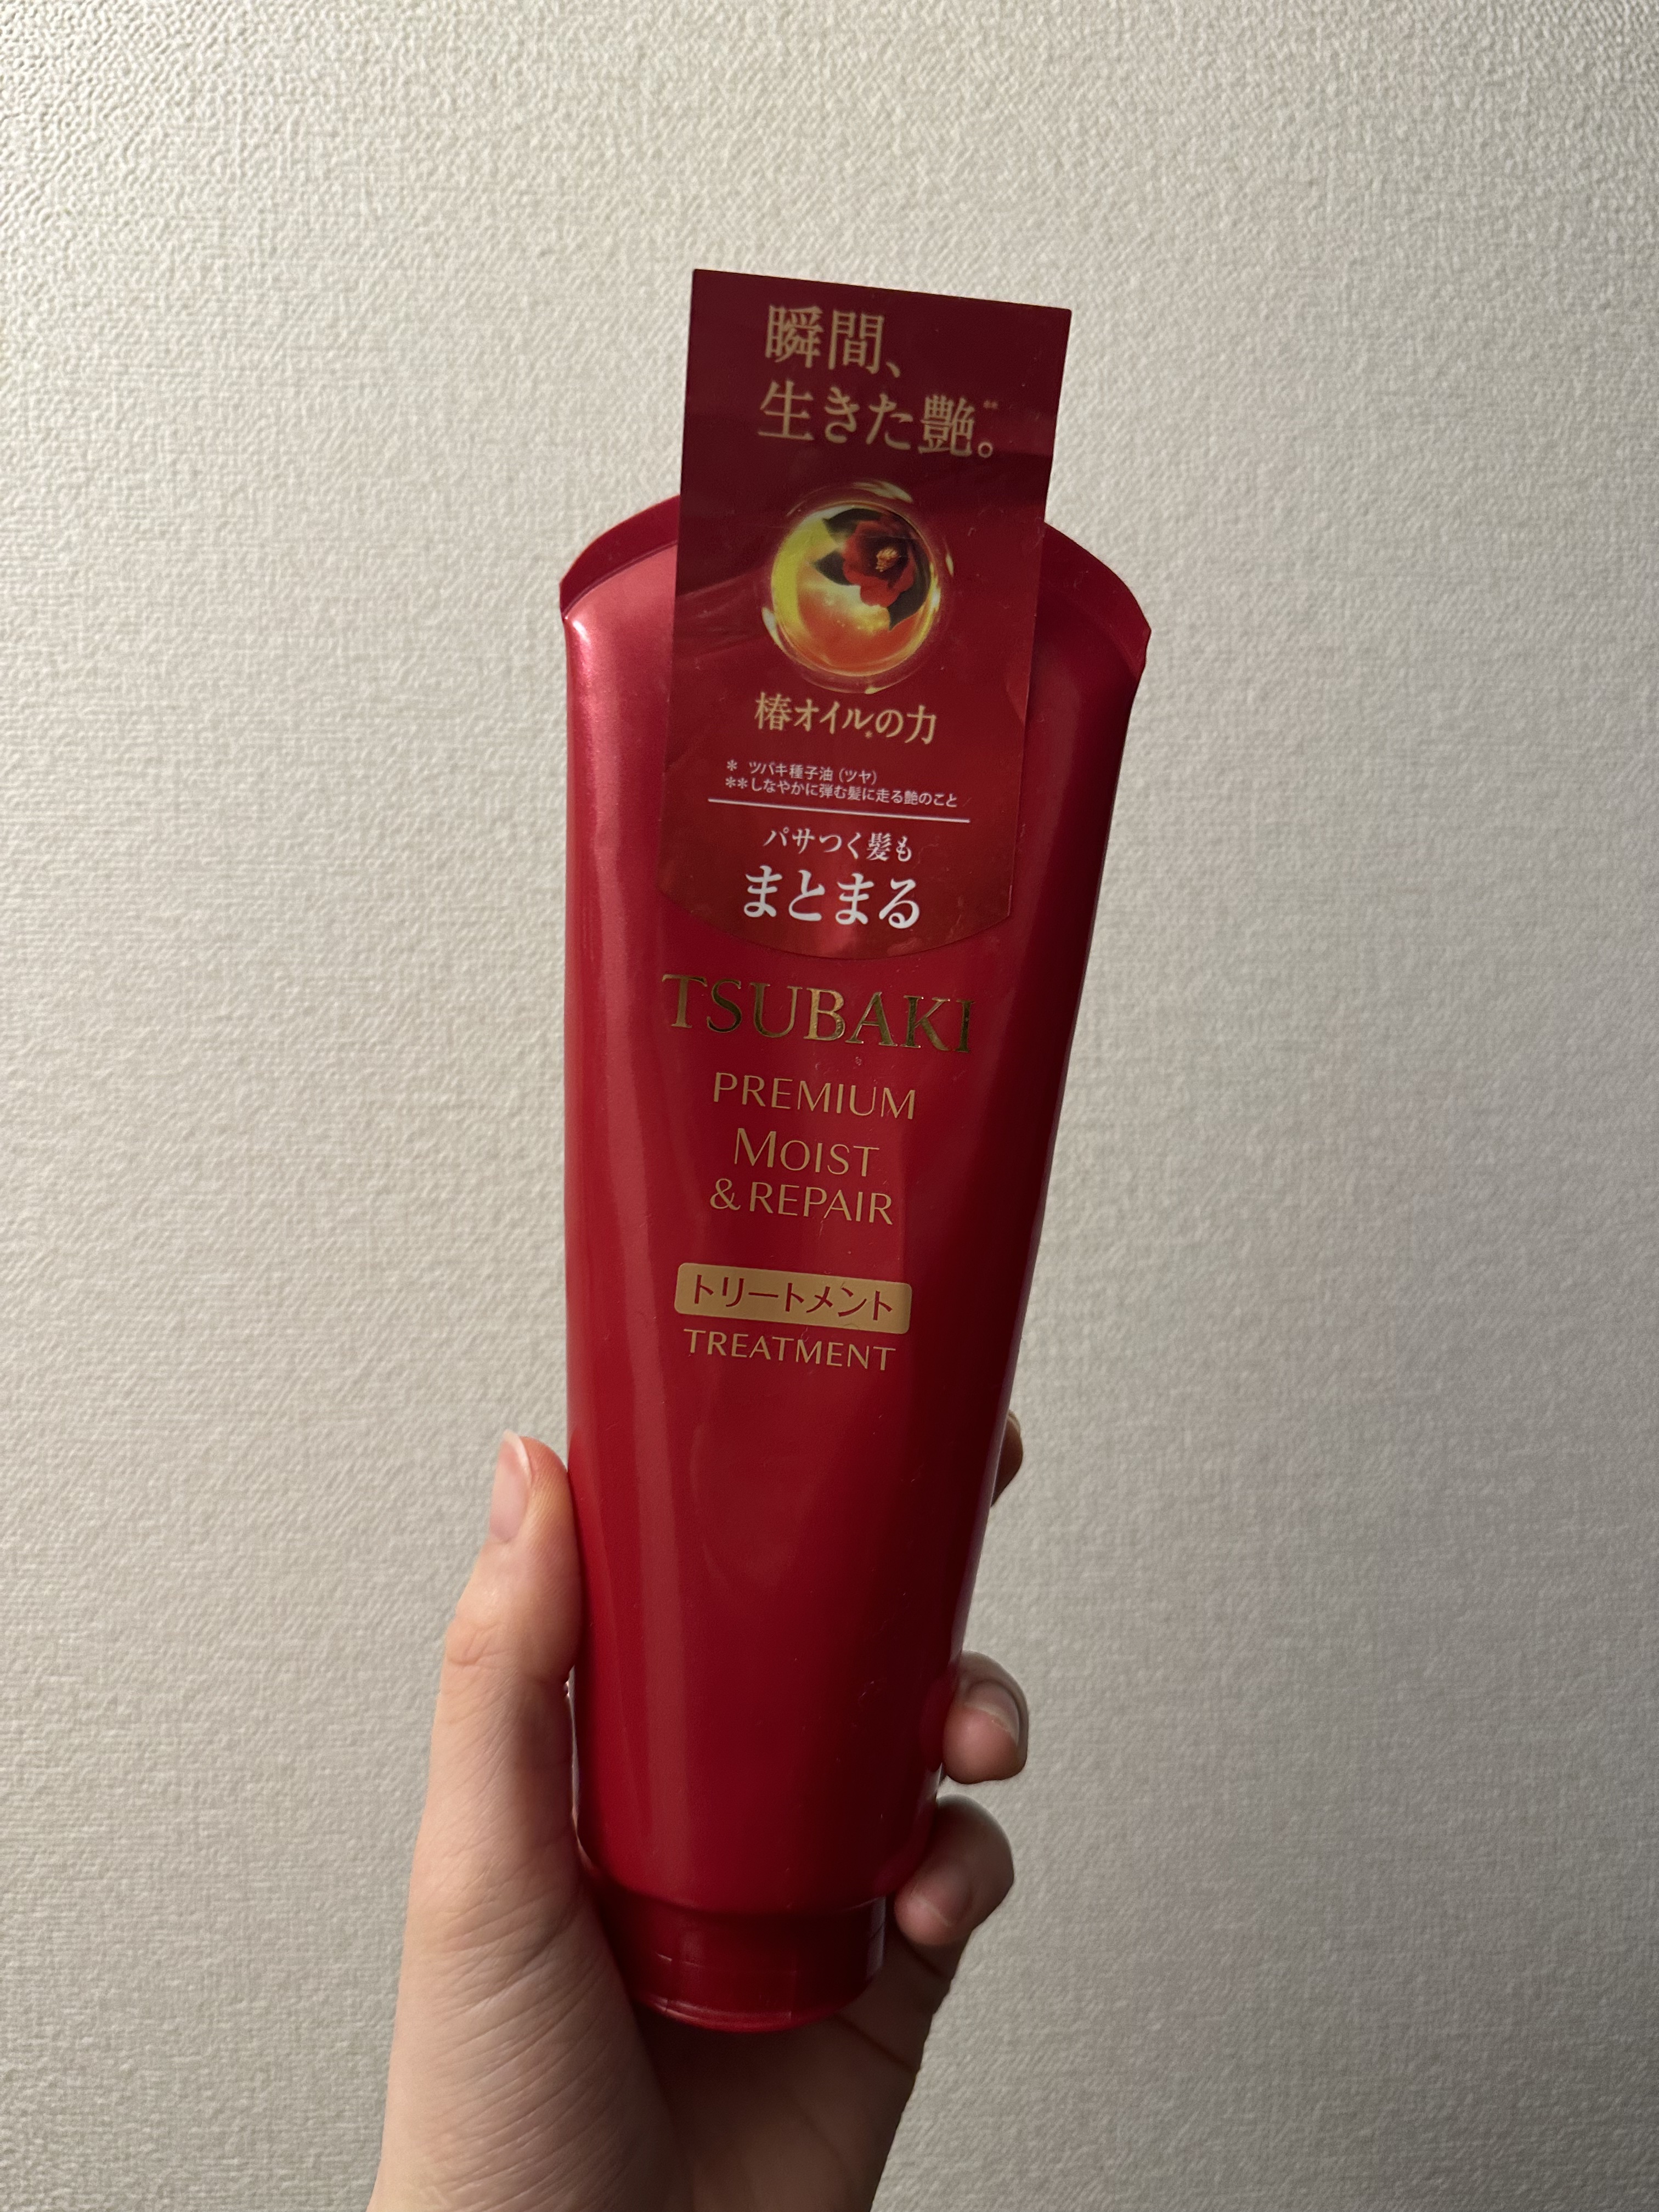 瞬間、
生きた艶**。
椿オイル*の力
* ツバキ種子油（ツヤ）
**しなやかに弾む髪に走る艶のこと
パサつく髪も
まとまる
TSUBAKI
PREMIUM
MOIST
& REPAIR
トリートメント
TREATMENT